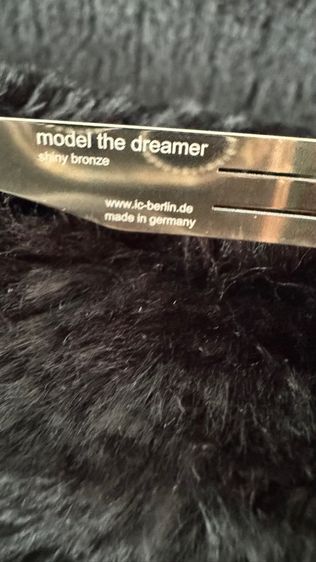 model the dreamer
shiny bronze
www.ic-berlin.de
made in germany